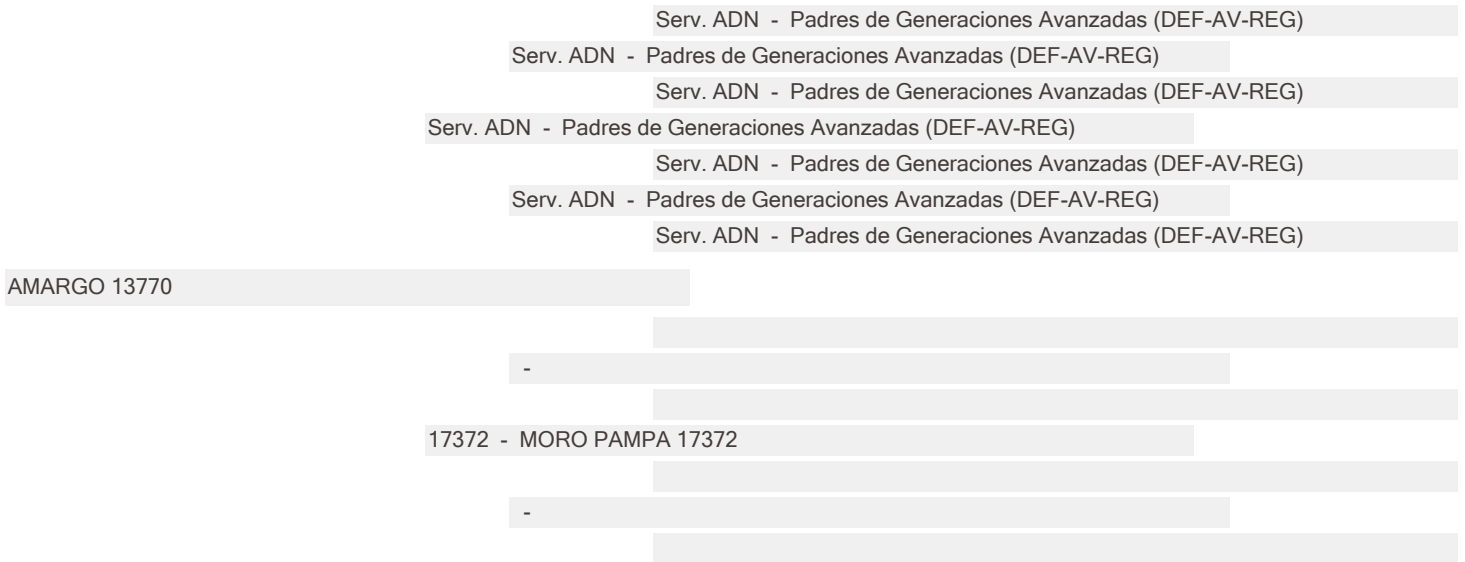 Serv. ADN - Padres de Generaciones Avanzadas (DEF-AV-REG)
Serv. ADN - Padres de Generaciones Avanzadas (DEF-AV-REG)
Serv. ADN - Padres de Generaciones Avanzadas (DEF-AV-REG)
Serv. ADN - Padres de Generaciones Avanzadas (DEF-AV-REG)
Serv. ADN - Padres de Generaciones Avanzadas (DEF-AV-REG)
Serv. ADN - Padres de Generaciones Avanzadas (DEF-AV-REG)
Serv. ADN - Padres de Generaciones Avanzadas (DEF-AV-REG)
AMARGO 13770
-
17372 - MORO PAMPA 17372
-